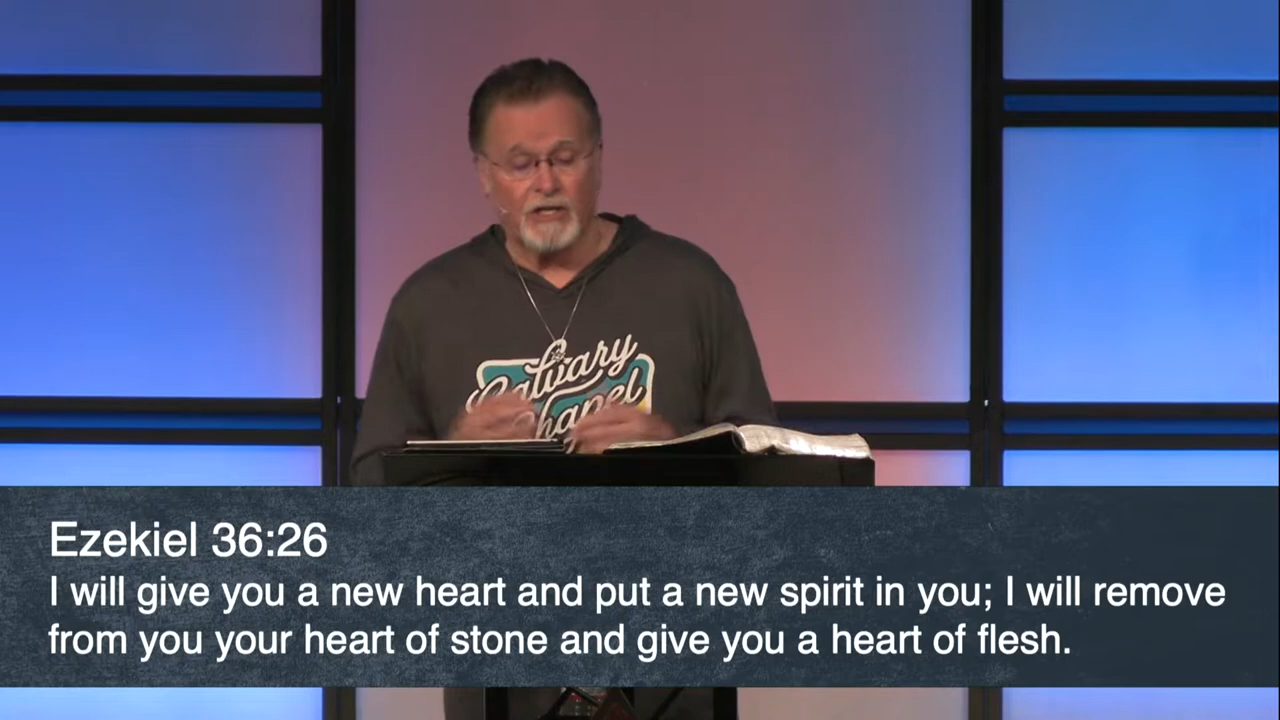 Calvary
Chapel
Ezekiel 36:26
I will give you a new heart and put a new spirit in you; I will remove
from you your heart of stone and give you a heart of flesh.